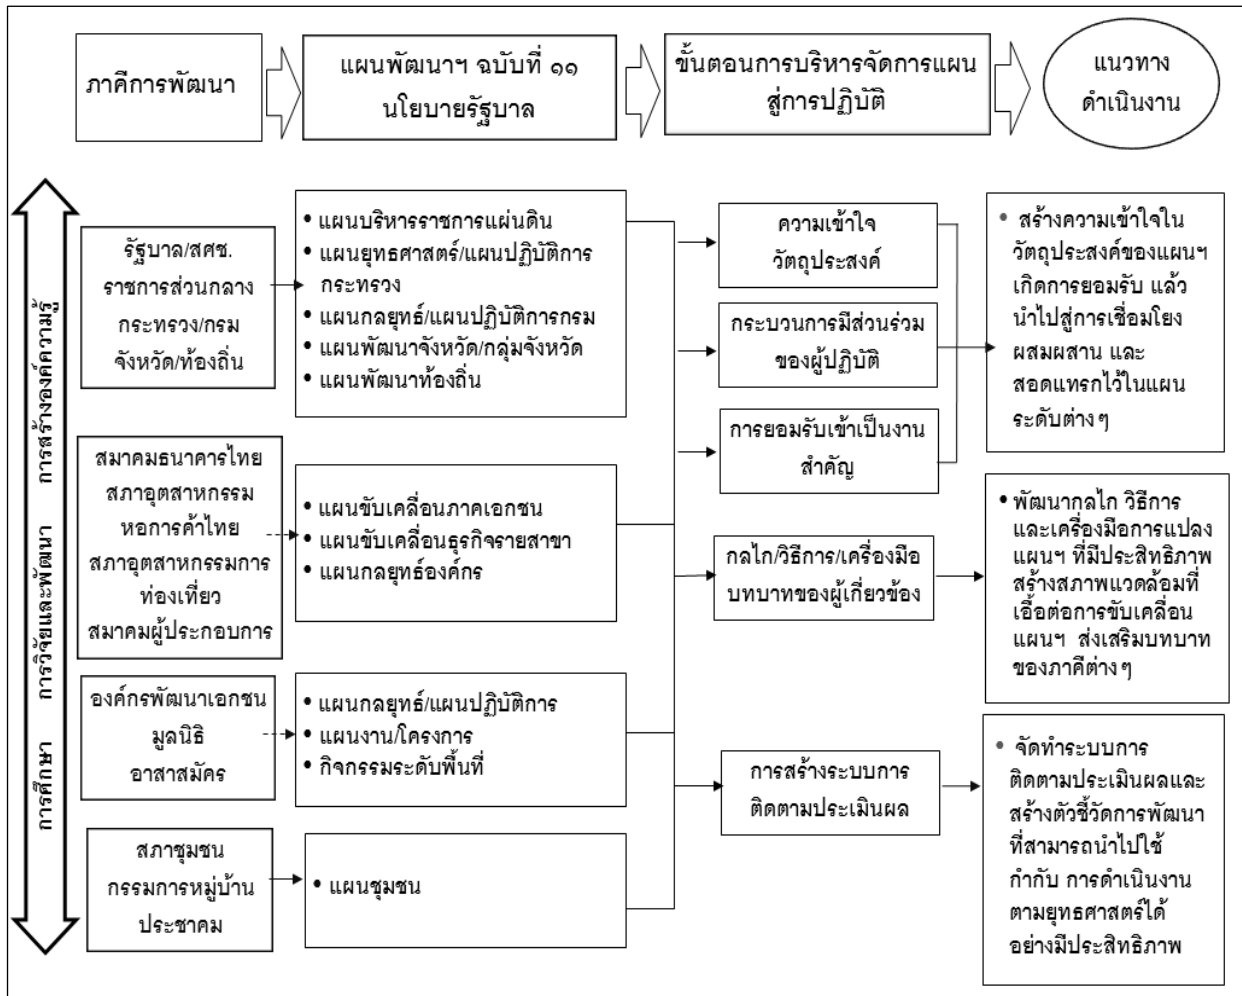 ภาคีการพัฒนา
แผนพัฒนาฯ ฉบับที่ ๑๑
นโยบายรัฐบาล
ขั้นตอนการบริหารจัดการแผน
สู่การปฏิบัติ
แนวทาง
ดำเนินงาน
การศึกษา การวิจัยและพัฒนา การสร้างองค์ความรู้
รัฐบาล/สศช.
ราชการส่วนกลาง
กระทรวง/กรม
จังหวัด/ท้องถิ่น
• แผนบริหารราชการแผ่นดิน
• แผนยุทธศาสตร์/แผนปฏิบัติการ
กระทรวง
• แผนกลยุทธ์/แผนปฏิบัติการกรม
• แผนพัฒนาจังหวัด/กลุ่มจังหวัด
• แผนพัฒนาท้องถิ่น
ความเข้าใจ
วัตถุประสงค์
กระบวนการมีส่วนร่วม
ของผู้ปฏิบัติ
การยอมรับเข้าเป็นงาน
สำคัญ
• สร้างความเข้าใจใน
วัตถุประสงค์ของแผนฯ
เกิดการยอมรับ แล้ว
นำไปสู่การเชื่อมโยง
ผสมผสาน และ
สอดแทรกไว้ในแผน
ระดับต่างๆ
สมาคมธนาคารไทย
สภาอุตสาหกรรม
หอการค้าไทย
สภาอุตสาหกรรมการ
ท่องเที่ยว
สมาคมผู้ประกอบการ
• แผนขับเคลื่อนภาคเอกชน
• แผนขับเคลื่อนธุรกิจรายสาขา
• แผนกลยุทธ์องค์กร
กลไก/วิธีการ/เครื่องมือ
บทบาทของผู้เกี่ยวข้อง
• พัฒนากลไก วิธีการ
และเครื่องมือการแปลง
แผนฯ ที่มีประสิทธิภาพ
สร้างสภาพแวดล้อมที่
เอื้อต่อการขับเคลื่อน
แผนฯ ส่งเสริมบทบาท
ของภาคีต่างๆ
องค์กรพัฒนาเอกชน
มูลนิธิ
อาสาสมัคร
• แผนกลยุทธ์/แผนปฏิบัติการ
• แผนงาน/โครงการ
• กิจกรรมระดับพื้นที่
การสร้างระบบการ
ติดตามประเมินผล
• จัดทำระบบการ
ติดตามประเมินผลและ
สร้างตัวชี้วัดการพัฒนา
ที่สามารถนำไปใช้
กำกับ การดำเนินงาน
ตามยุทธศาสตร์ได้
อย่างมีประสิทธิภาพ
สภาชุมชน
กรรมการหมู่บ้าน
ประชาคม
• แผนชุมชน